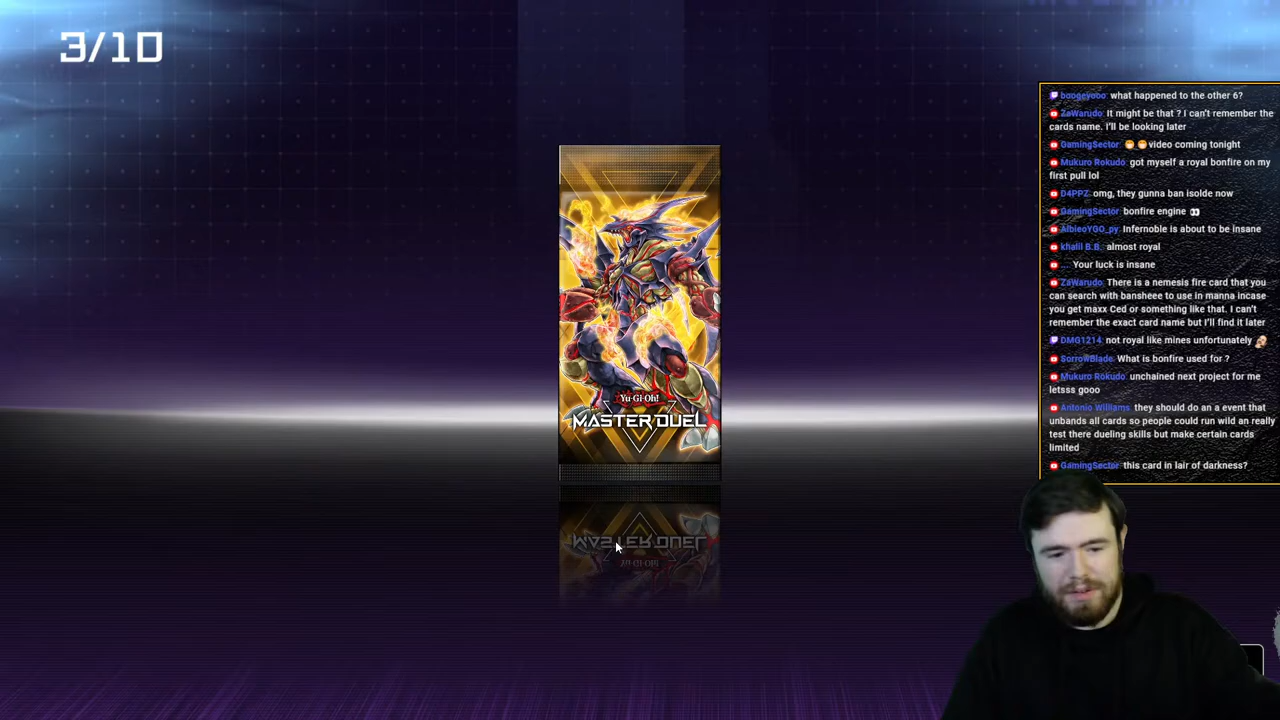 3/10
boogeyooo: what happened to the other 6?
ZaWarudo: It might be that ? I can't remember the
cards name. I'll be looking later
GamingSector: video coming tonight
Mukuro Rokudo: got myself a royal bonfire on my
first pull lol
D4PPZ: omg, they gunna ban isolde now
GamingSector: bonfire engine
AlbieoYGO_py: Infernoble is about to be insane
khalil B.B.: almost royal
Your luck is insane
ZaWarudo: There is a nemesis fire card that you
can search with bansheee to use in manna incase
you get maxx Ced or something like that. I can't
remember the exact card name but I'll find it later
DMG1214: not royal like mines unfortunately
SorrowBlade: What is bonfire used for ?
Mukuro Rokudo: unchained next project for me
letsss gooo
Antonio Williams: they should do an a event that
unbands all cards so people could run wild an really
test there dueling skills but make certain cards
limited
GamingSector: this card in lair of darkness?
Yu-Gi-Oh!
MASTER DUEL